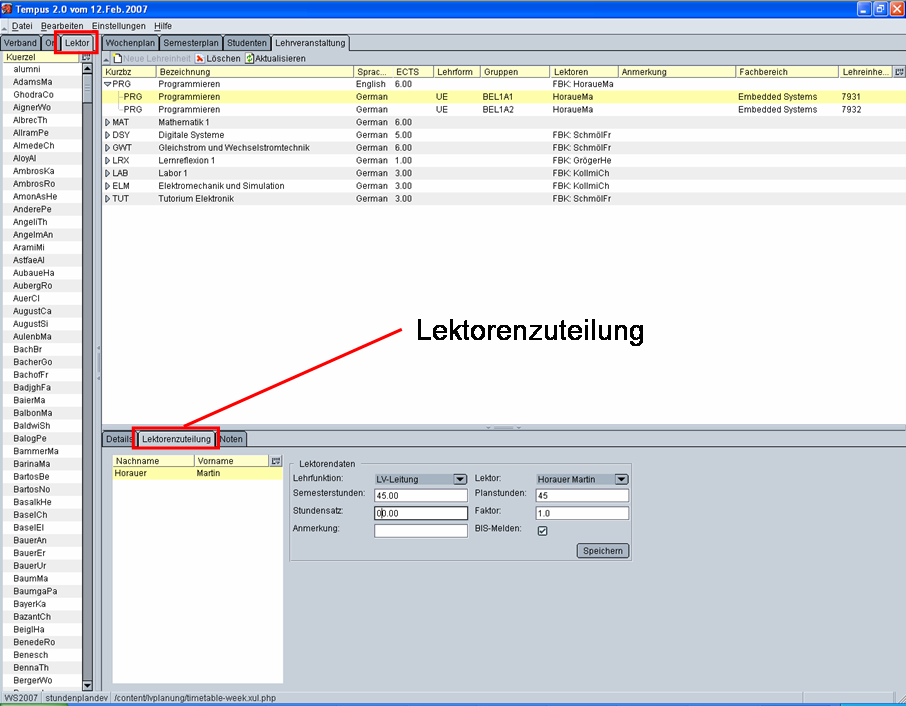 Tempus 2.0 vom 12.Feb.2007
Datei Bearbeiten Einstellungen Hilfe
Verband Or Lektor Wochenplan Semesterplan Studenten Lehrveranstaltung
Neue Lehreinheit Löschen Aktualisieren
Kuerzel
alumni
AdamsMa
GhodraCo
AignerWo
AlbrecTh
AllramPe
AlmedeCh
AloyAl
AmbrosKa
AmbrosRo
AmonAsHe
AnderePe
AngeliTh
AngelmAn
AramiMi
AstfaeAl
AubaueHa
AubergRo
AuerCl
AugustCa
AugustSi
AulenbMa
BachBr
BacherGo
BachofFr
BadjghFa
BaierMa
BalbonMa
BaldwiSh
BalogPe
BammerMa
BarinaMa
BartosBe
BartosNo
BasalkHe
BaselCh
BaselEl
BauerAn
BauerEr
BauerUr
BaumMa
BaumgaPa
BayerKa
BazantCh
BeiglHa
BenedeRo
Benesch
BennaTh
BergerWo
Kurzbz Bezeichnung Sprac... ECTS Lehrform Gruppen Lektoren Anmerkung Fachbereich Lehreinhe...
PRG Programmieren English 6.00 FBK: HoraueMa
PRG Programmieren German UE BEL1A1 HoraueMa Embedded Systems 7931
PRG Programmieren German UE BEL1A2 HoraueMa Embedded Systems 7932
MAT Mathematik 1 German 6.00
DSY Digitale Systeme German 5.00 FBK: SchmölFr
GWT Gleichstrom und Wechselstromtechnik German 6.00 FBK: SchmölFr
LRX Lernreflexion 1 German 1.00 FBK: GrögerHe
LAB Labor 1 German 3.00 FBK: KollmiCh
ELM Elektromechanik und Simulation German 3.00 FBK: KollmiCh
TUT Tutorium Elektronik German 3.00 FBK: SchmölFr
Lektorenzuteilung
Details Lektorenzuteilung Noten
Nachname Vorname
Horauer Martin
Lektorendaten
Lehrfunktion: LV-Leitung Lektor: Horauer Martin
Semesterstunden: 45.00 Planstunden: 45
Stundensatz: 00.00 Faktor: 1.0
Anmerkung: BIS-Melden:
Speichern
WS2007 stundenplandev /content/lvplanung/timetable-week.xul.php